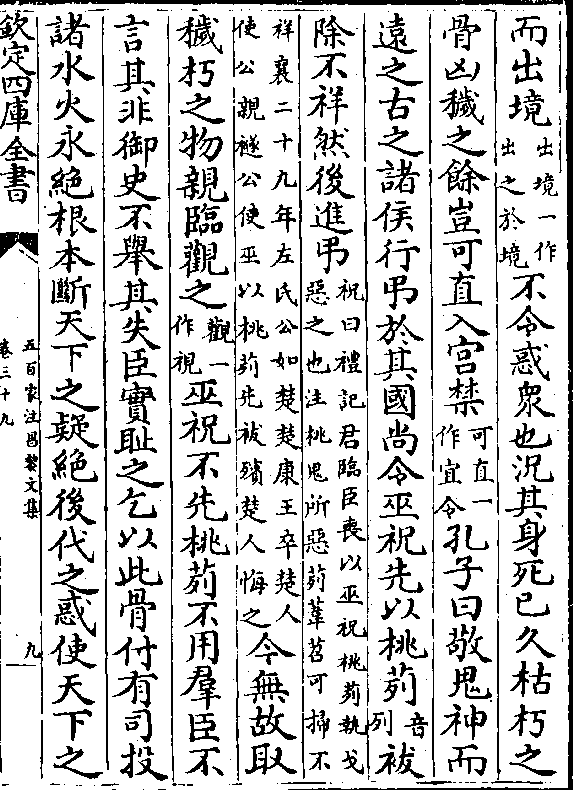 而出境出境一作出之於境不令惑衆也況其身死已久枯朽之
骨凶穢之餘豈可直入宮禁可直一作宜令孔子曰敬鬼神而
遠之古之諸侯行弔於其國尚令巫祝先以桃茢音列祓
除不祥然後進弔祝曰禮記君臨臣喪以巫祝桃茢執戈惡之也注桃鬼所惡茢萑苕可掃不
祥襄二十九年左氏公如楚楚康王卒楚人使公親襚公使巫以桃茢先祓殯楚人悔之今無故取
穢朽之物親臨觀之觀一作視巫祝不先桃茢不用羣臣不
言其非御史不舉其失臣實恥之乞以此骨付有司投
諸水火永絕根本斷天下之疑絕後代之惑使天下之
欽定四庫全書
五百家注昌黎文集
卷三十九
九